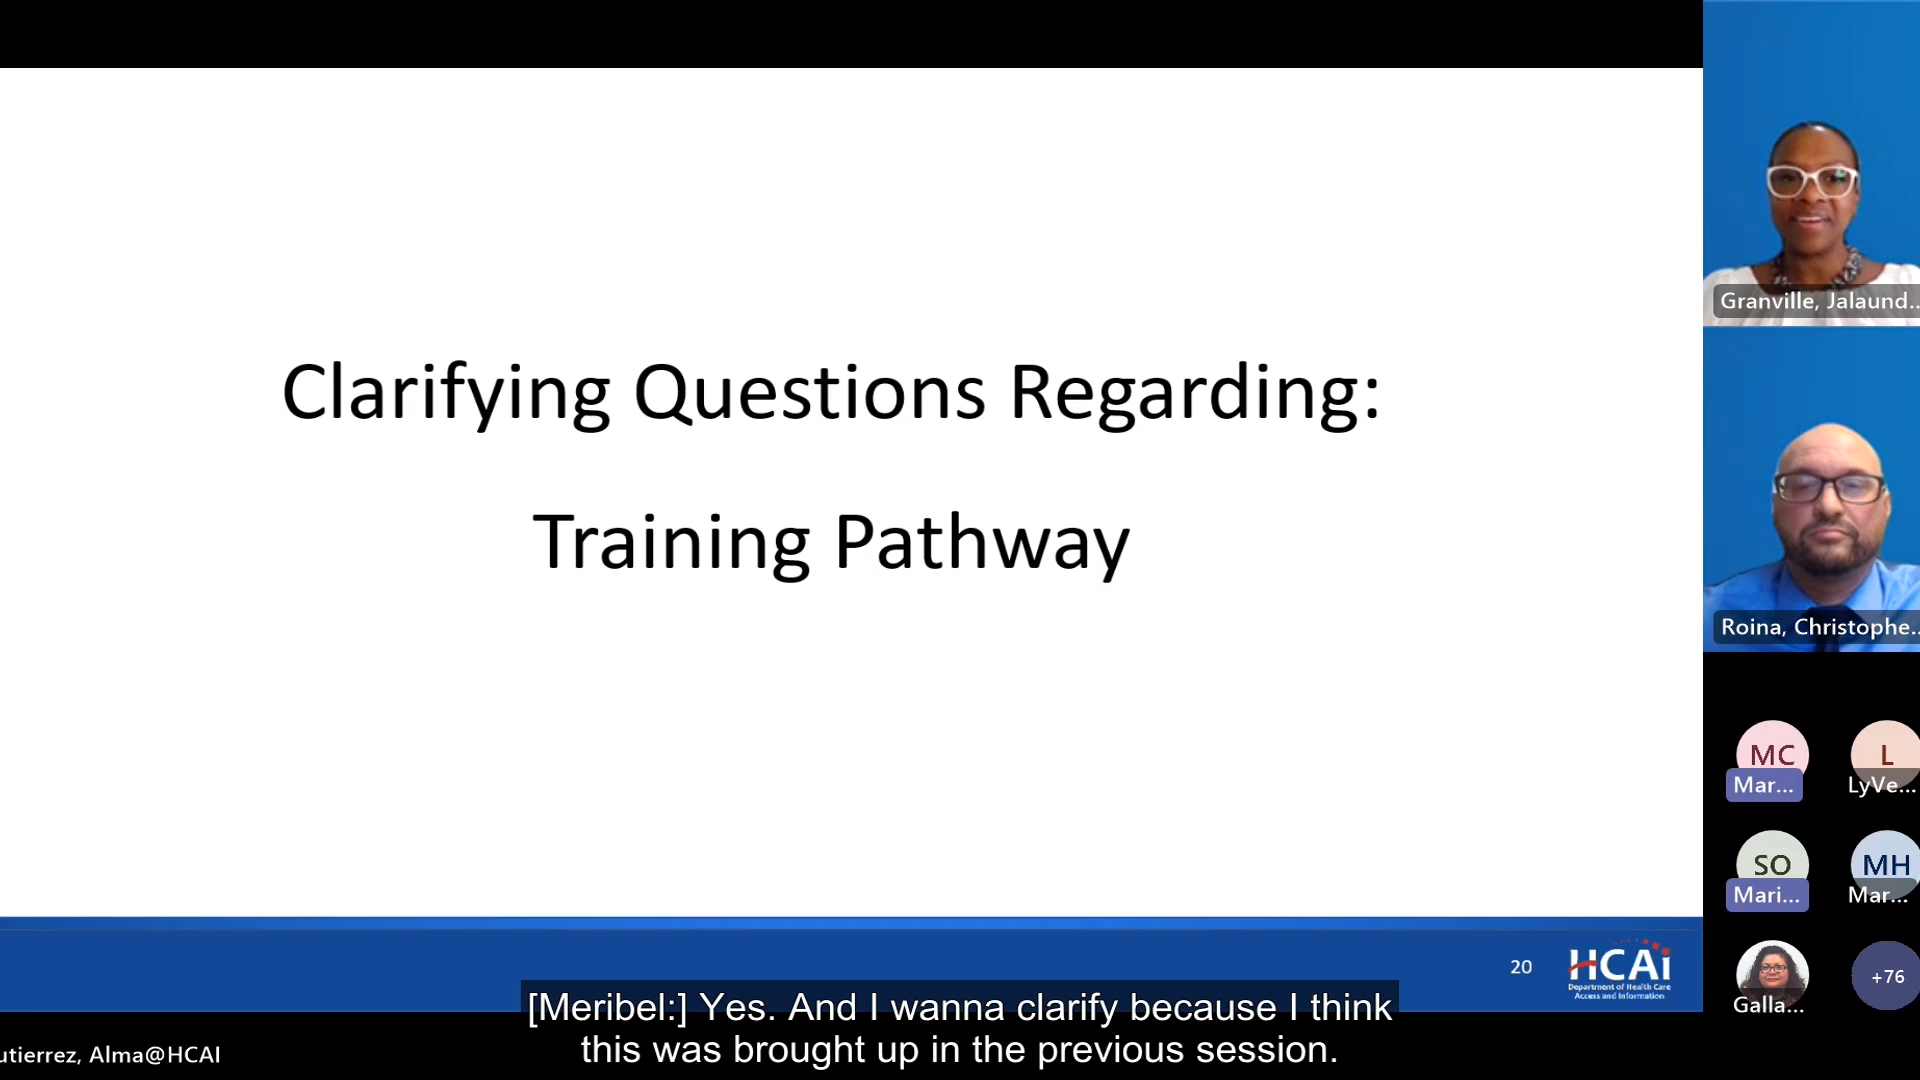 Clarifying Questions Regarding:
Training Pathway
Granville, Jalaund...
Roina, Christophe...
MC
Mar...
L
LyVe...
SO
Mari...
MH
Mar...
Galla...
+76
20
HCAi
Department of Health Care
Access and Information
[Meribel:] Yes. And I wanna clarify because I think
this was brought up in the previous session.
utierrez, Alma@HCAI